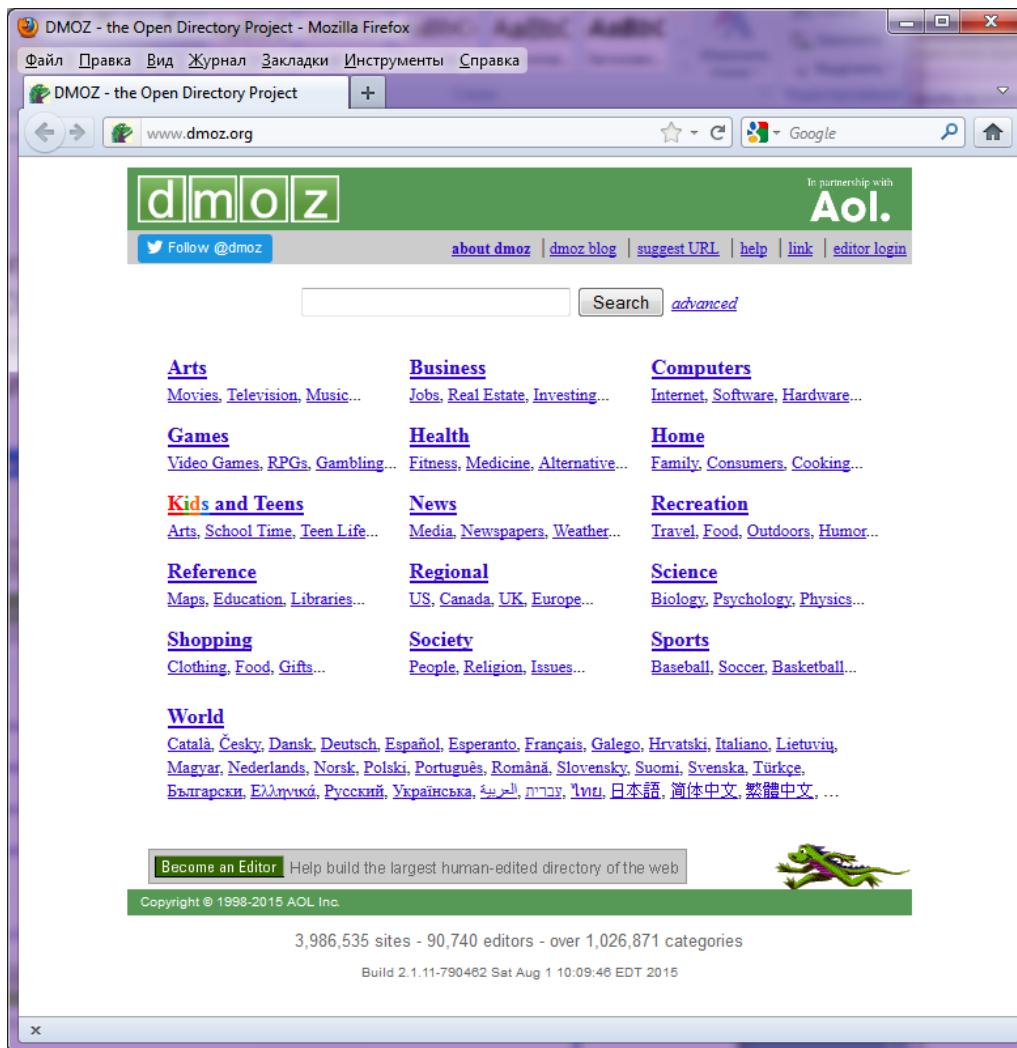 DMOZ - the Open Directory Project - Mozilla Firefox
Файл Правка Вид Журнал Закладки Инструменты Справка
DMOZ - the Open Directory Project +
www.dmoz.org Google
dmoz In partnership with
Aol.
Follow @dmoz about dmoz | dmoz blog | suggest URL | help | link | editor login
Search advanced
Arts Business Computers
Movies, Television, Music... Jobs, Real Estate, Investing... Internet, Software, Hardware...
Games Health Home
Video Games, RPGs, Gambling... Fitness, Medicine, Alternative... Family, Consumers, Cooking...
Kids and Teens News Recreation
Arts, School Time, Teen Life... Media, Newspapers, Weather... Travel, Food, Outdoors, Humor...
Reference Regional Science
Maps, Education, Libraries... US, Canada, UK, Europe... Biology, Psychology, Physics...
Shopping Society Sports
Clothing, Food, Gifts... People, Religion, Issues... Baseball, Soccer, Basketball...
World
Català, Česky, Dansk, Deutsch, Español, Esperanto, Français, Galego, Hrvatski, Italiano, Lietuvių,
Magyar, Nederlands, Norsk, Polski, Português, Română, Slovensky, Suomi, Svenska, Türkçe,
Български, Ελληνικά, Русский, Українська, العربية, עברית, ไทย, 日本語, 简体中文, 繁體中文, ...
Become an Editor Help build the largest human-edited directory of the web
Copyright © 1998-2015 AOL Inc.
3,986,535 sites - 90,740 editors - over 1,026,871 categories
Build 2.1.11-790462 Sat Aug 1 10:09:46 EDT 2015
x